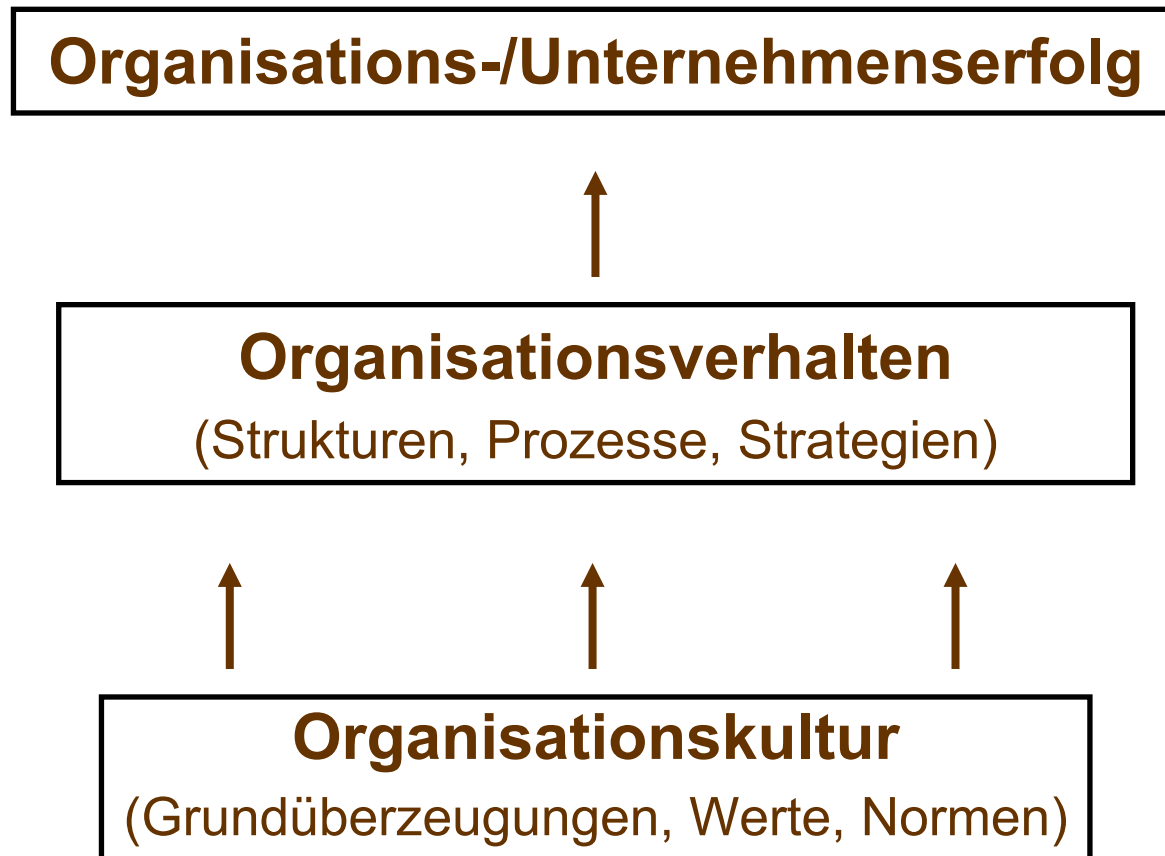 Organisations-/Unternehmenserfolg
Organisationsverhalten
(Strukturen, Prozesse, Strategien)
Organisationskultur
(Grundüberzeugungen, Werte, Normen)